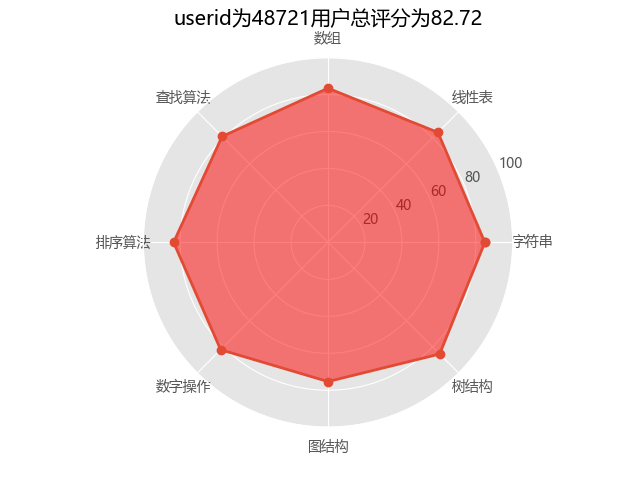 userid为48721用户总评分为82.72
数组
查找算法
线性表
100
80
60
40
20
排序算法
字符串
数字操作
树结构
图结构